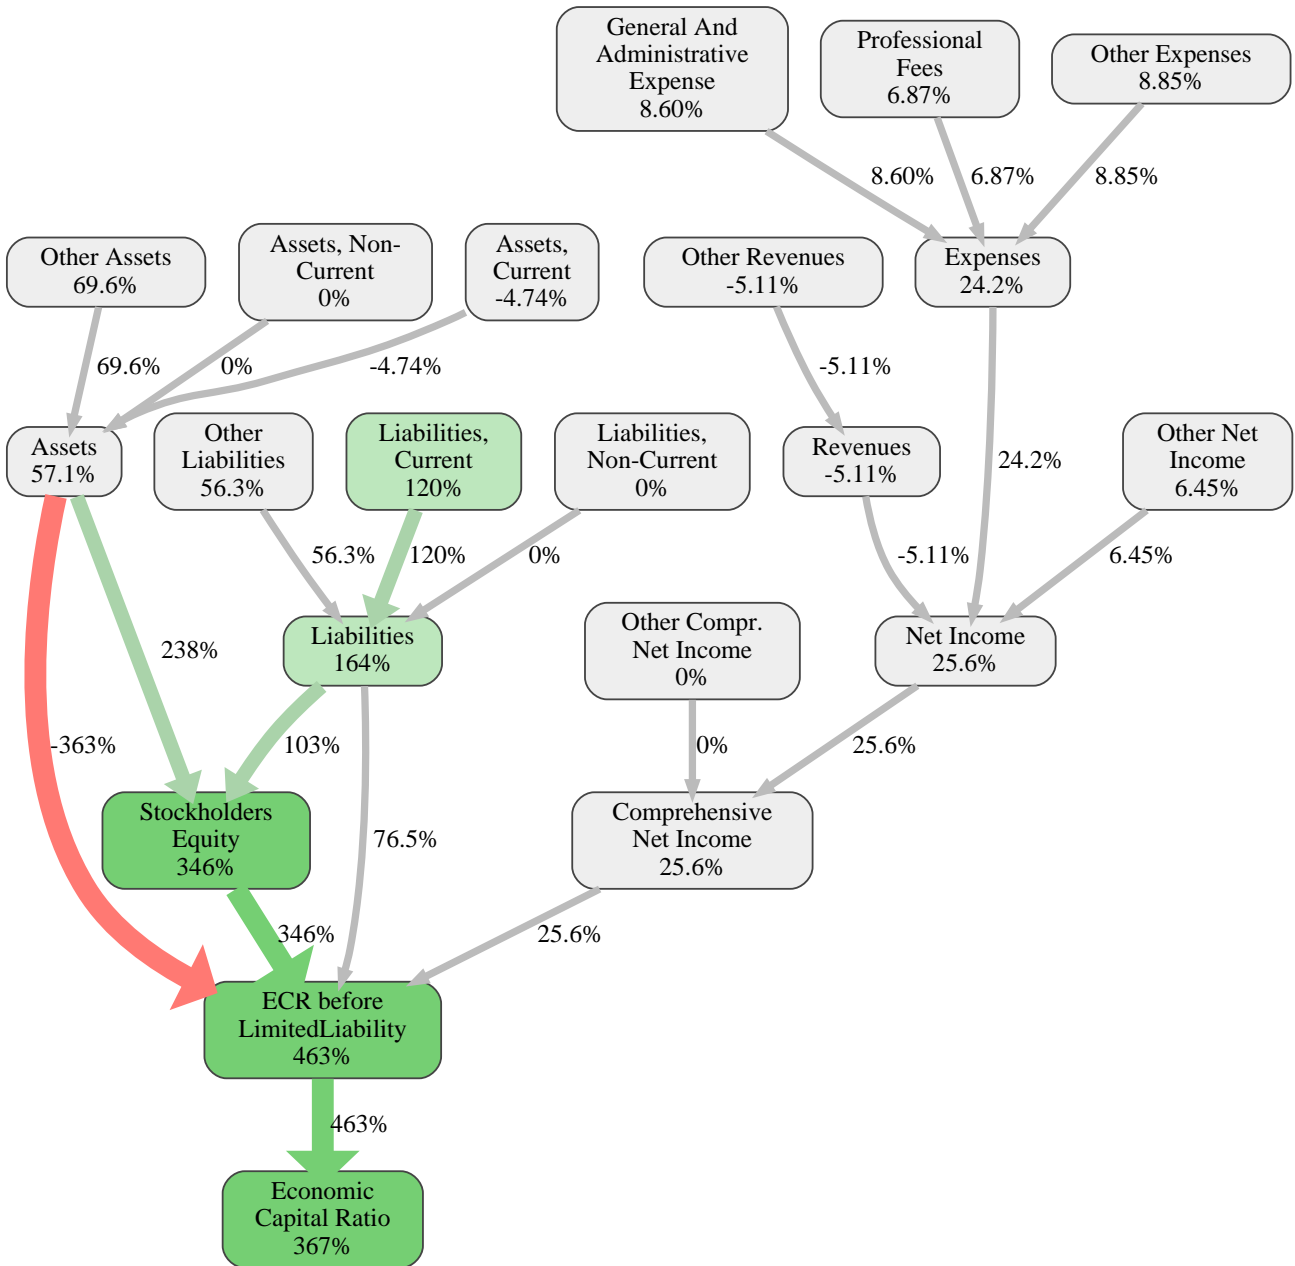 General And
Administrative
Expense
8.60%
Professional
Fees
6.87%
Other Expenses
8.85%
8.60%
6.87%
8.85%
Other Assets
69.6%
Assets, Non-
Current
0%
Assets,
Current
-4.74%
Other Revenues
-5.11%
Expenses
24.2%
69.6%
0%
-4.74%
-5.11%
Assets
57.1%
Other
Liabilities
56.3%
Liabilities,
Current
120%
Liabilities,
Non-Current
0%
Revenues
-5.11%
24.2%
Other Net
Income
6.45%
56.3%
120%
0%
-5.11%
6.45%
238%
Liabilities
164%
Other Compr.
Net Income
0%
Net Income
25.6%
-363%
103%
0%
25.6%
Stockholders
Equity
346%
76.5%
Comprehensive
Net Income
25.6%
346%
25.6%
ECR before
LimitedLiability
463%
463%
Economic
Capital Ratio
367%